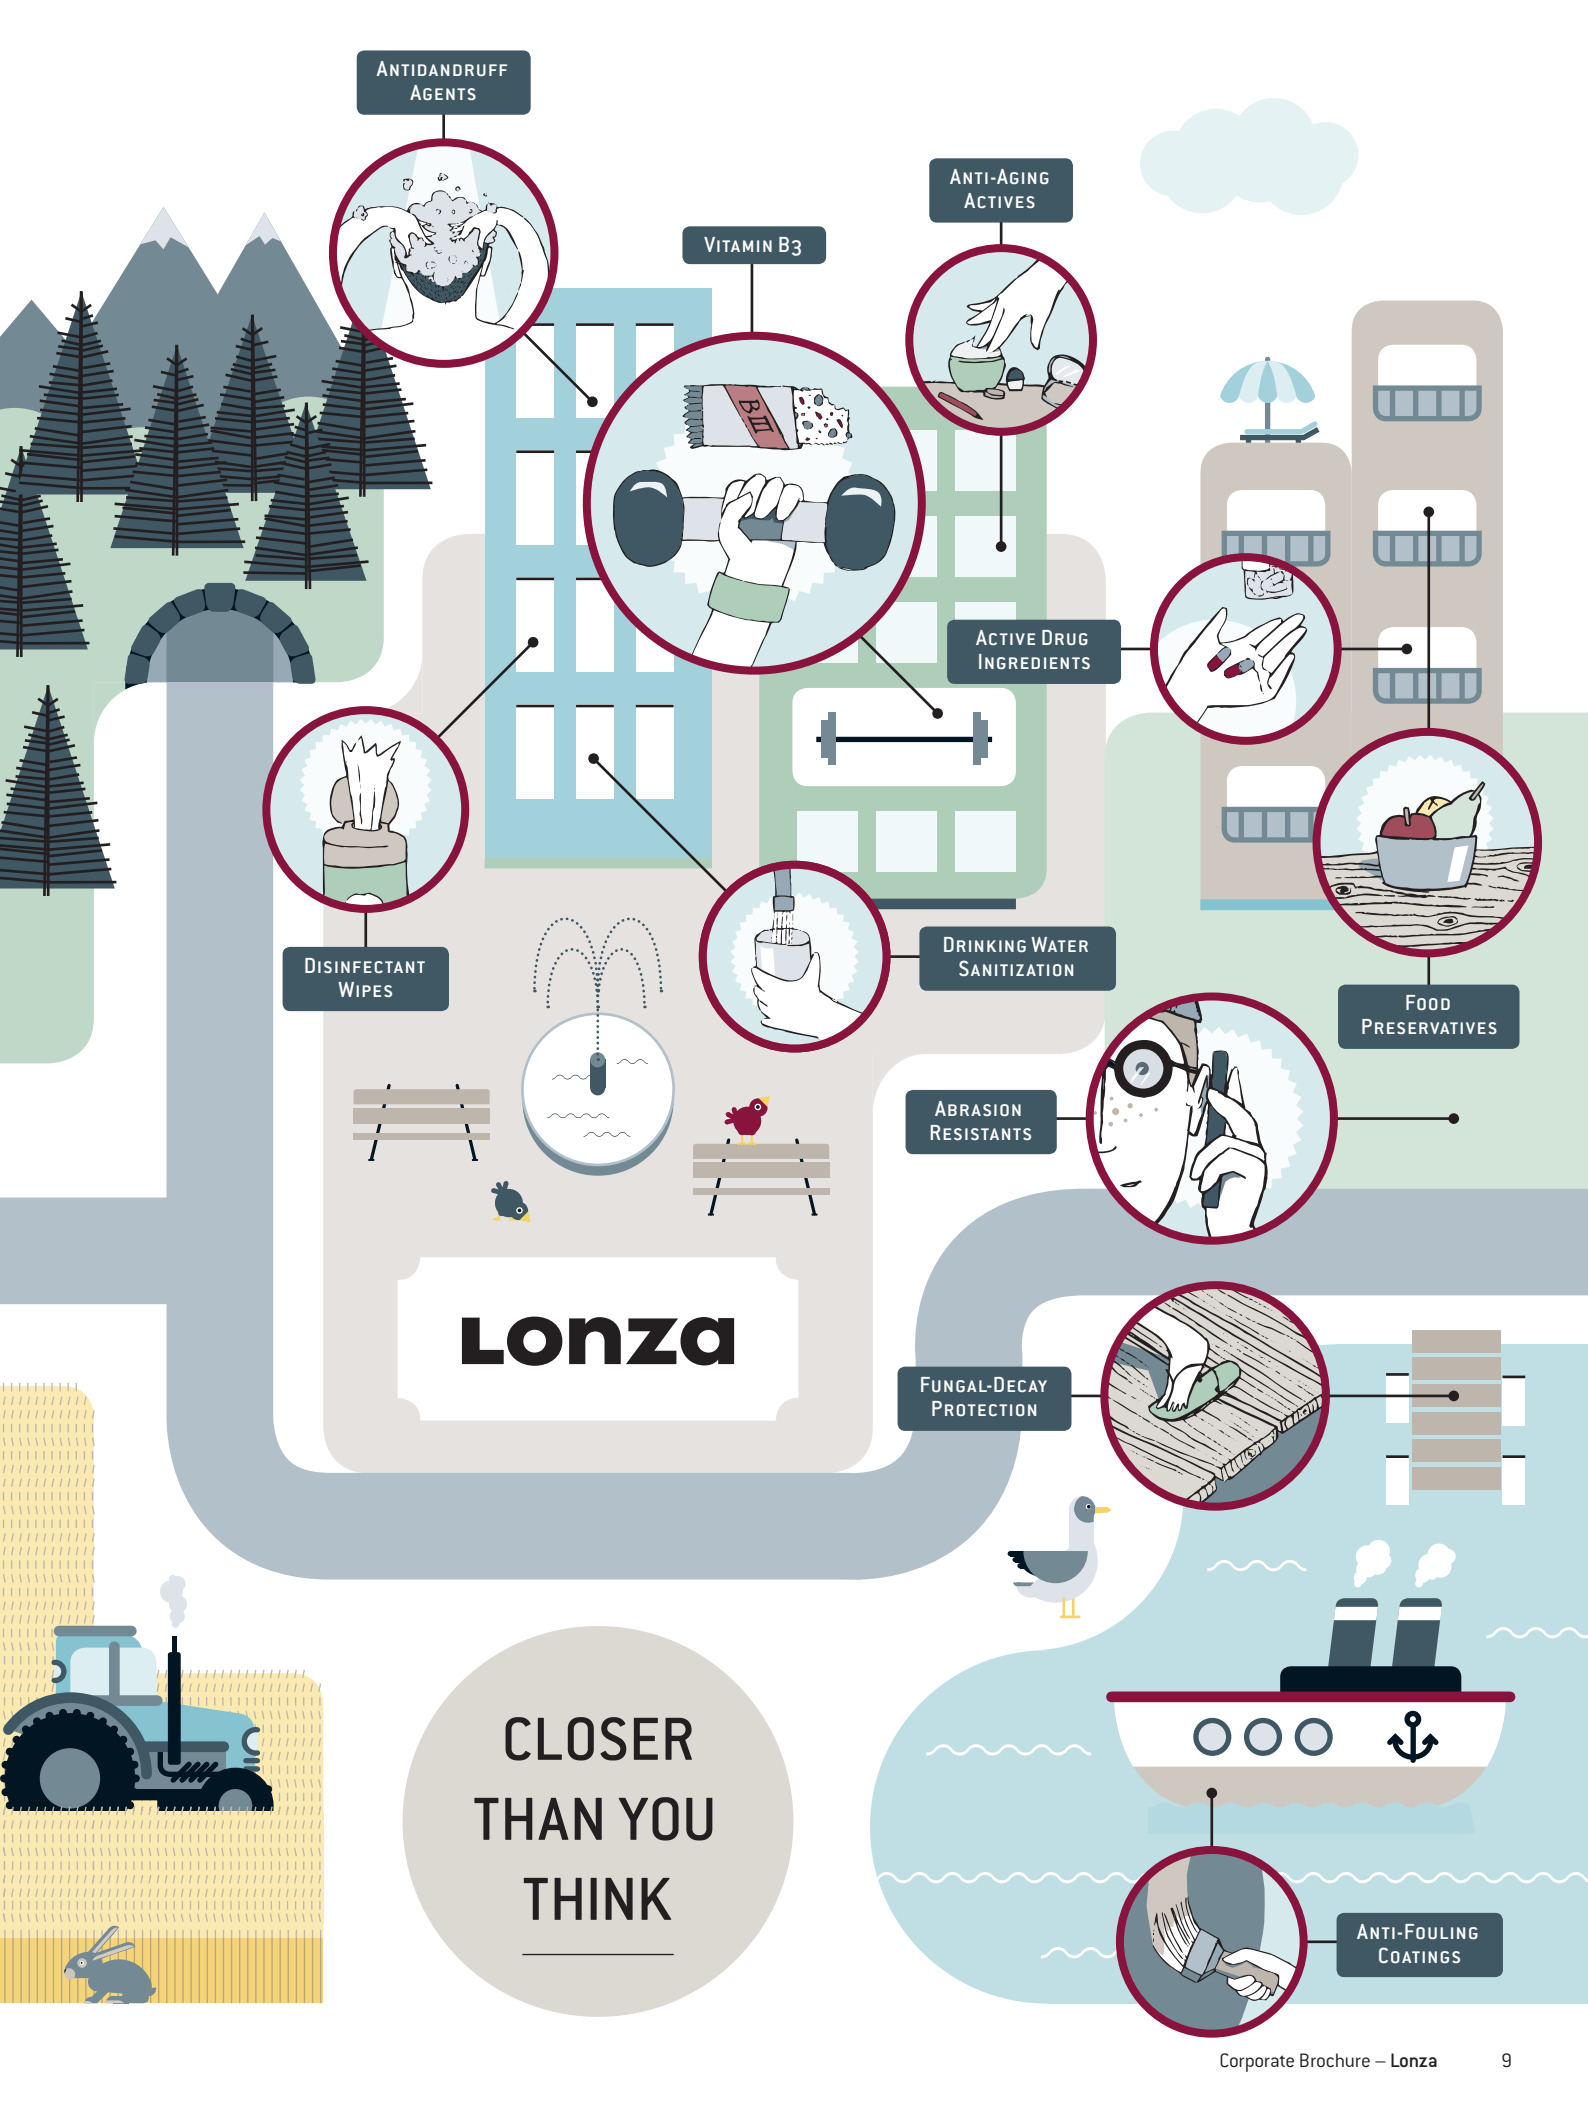 ANTIDANDRUFF
AGENTS
ANTI-AGING
ACTIVES
VITAMIN B3
B III
ACTIVE DRUG
INGREDIENTS
DISINFECTANT
WIPES
DRINKING WATER
SANITIZATION
FOOD
PRESERVATIVES
ABRASION
RESISTANTS
Lonza
FUNGAL-DECAY
PROTECTION
CLOSER
THAN YOU
THINK
ANTI-FOULING
COATINGS
Corporate Brochure – Lonza 9